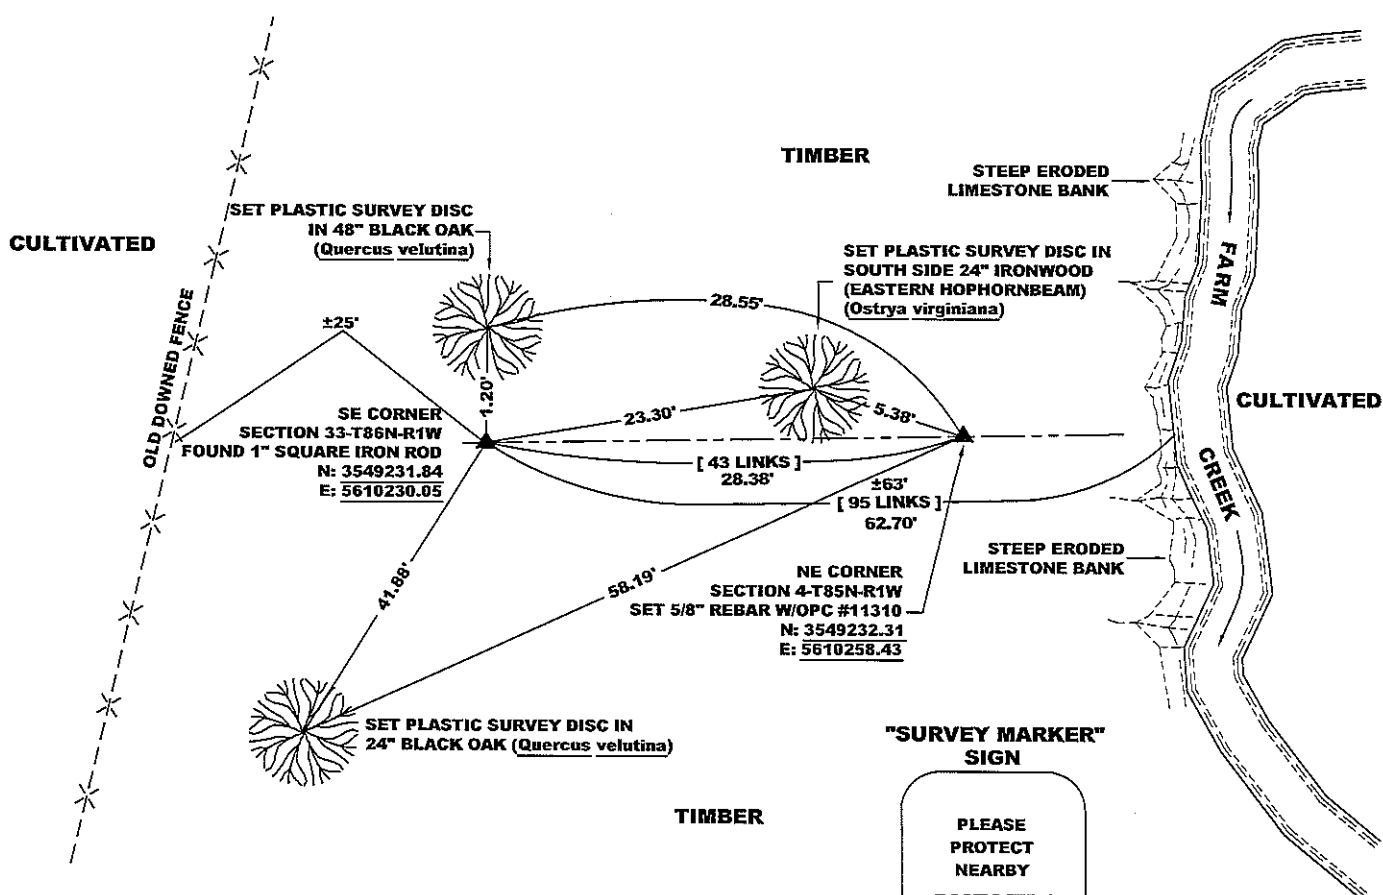 TIMBER
STEEP ERODED
LIMESTONE BANK
SET PLASTIC SURVEY DISC
IN 48" BLACK OAK
(Quercus velutina)
CULTIVATED
SET PLASTIC SURVEY DISC IN
SOUTH SIDE 24" IRONWOOD
(EASTERN HOPHORNBEAM)
(Ostrya virginiana)
FARM
CREEK
28.55'
±25'
OLD DOWNED FENCE
1.20'
23.30'
5.38'
CULTIVATED
SE CORNER
SECTION 33-T86N-R1W
FOUND 1" SQUARE IRON ROD
N: 3549231.84
E: 5610230.05
[ 43 LINKS ]
28.38'
±63'
[ 95 LINKS ]
62.70'
STEEP ERODED
LIMESTONE BANK
41.88'
58.19'
NE CORNER
SECTION 4-T85N-R1W
SET 5/8" REBAR W/OPC #11310
N: 3549232.31
E: 5610258.43
SET PLASTIC SURVEY DISC IN
24" BLACK OAK (Quercus velutina)
"SURVEY MARKER"
SIGN
TIMBER
PLEASE
PROTECT
NEARBY